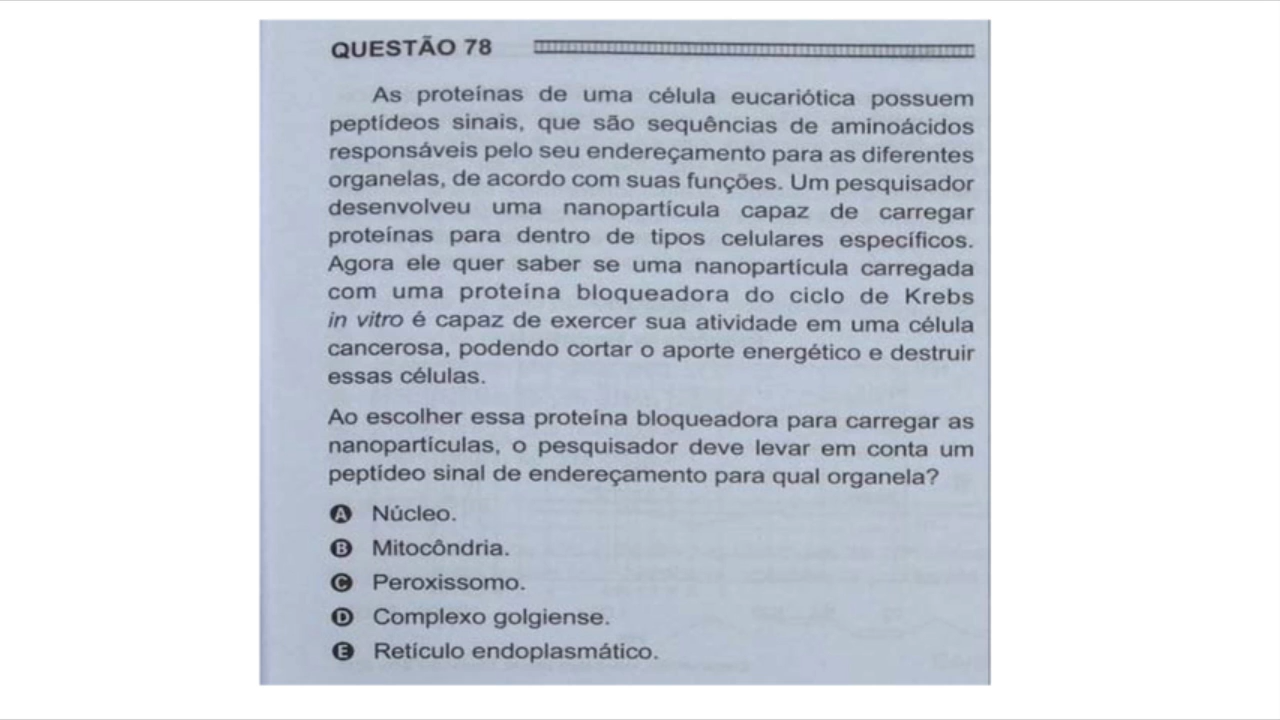 QUESTÃO 78
As proteínas de uma célula eucariótica possuem
peptídeos sinais, que são sequências de aminoácidos
responsáveis pelo seu endereçamento para as diferentes
organelas, de acordo com suas funções. Um pesquisador
desenvolveu uma nanopartícula capaz de carregar
proteínas para dentro de tipos celulares específicos.
Agora ele quer saber se uma nanopartícula carregada
com uma proteína bloqueadora do ciclo de Krebs
in vitro é capaz de exercer sua atividade em uma célula
cancerosa, podendo cortar o aporte energético e destruir
essas células.
Ao escolher essa proteína bloqueadora para carregar as
nanopartículas, o pesquisador deve levar em conta um
peptídeo sinal de endereçamento para qual organela?
A Núcleo.
B Mitocôndria.
C Peroxissomo.
D Complexo golgiense.
E Retículo endoplasmático.